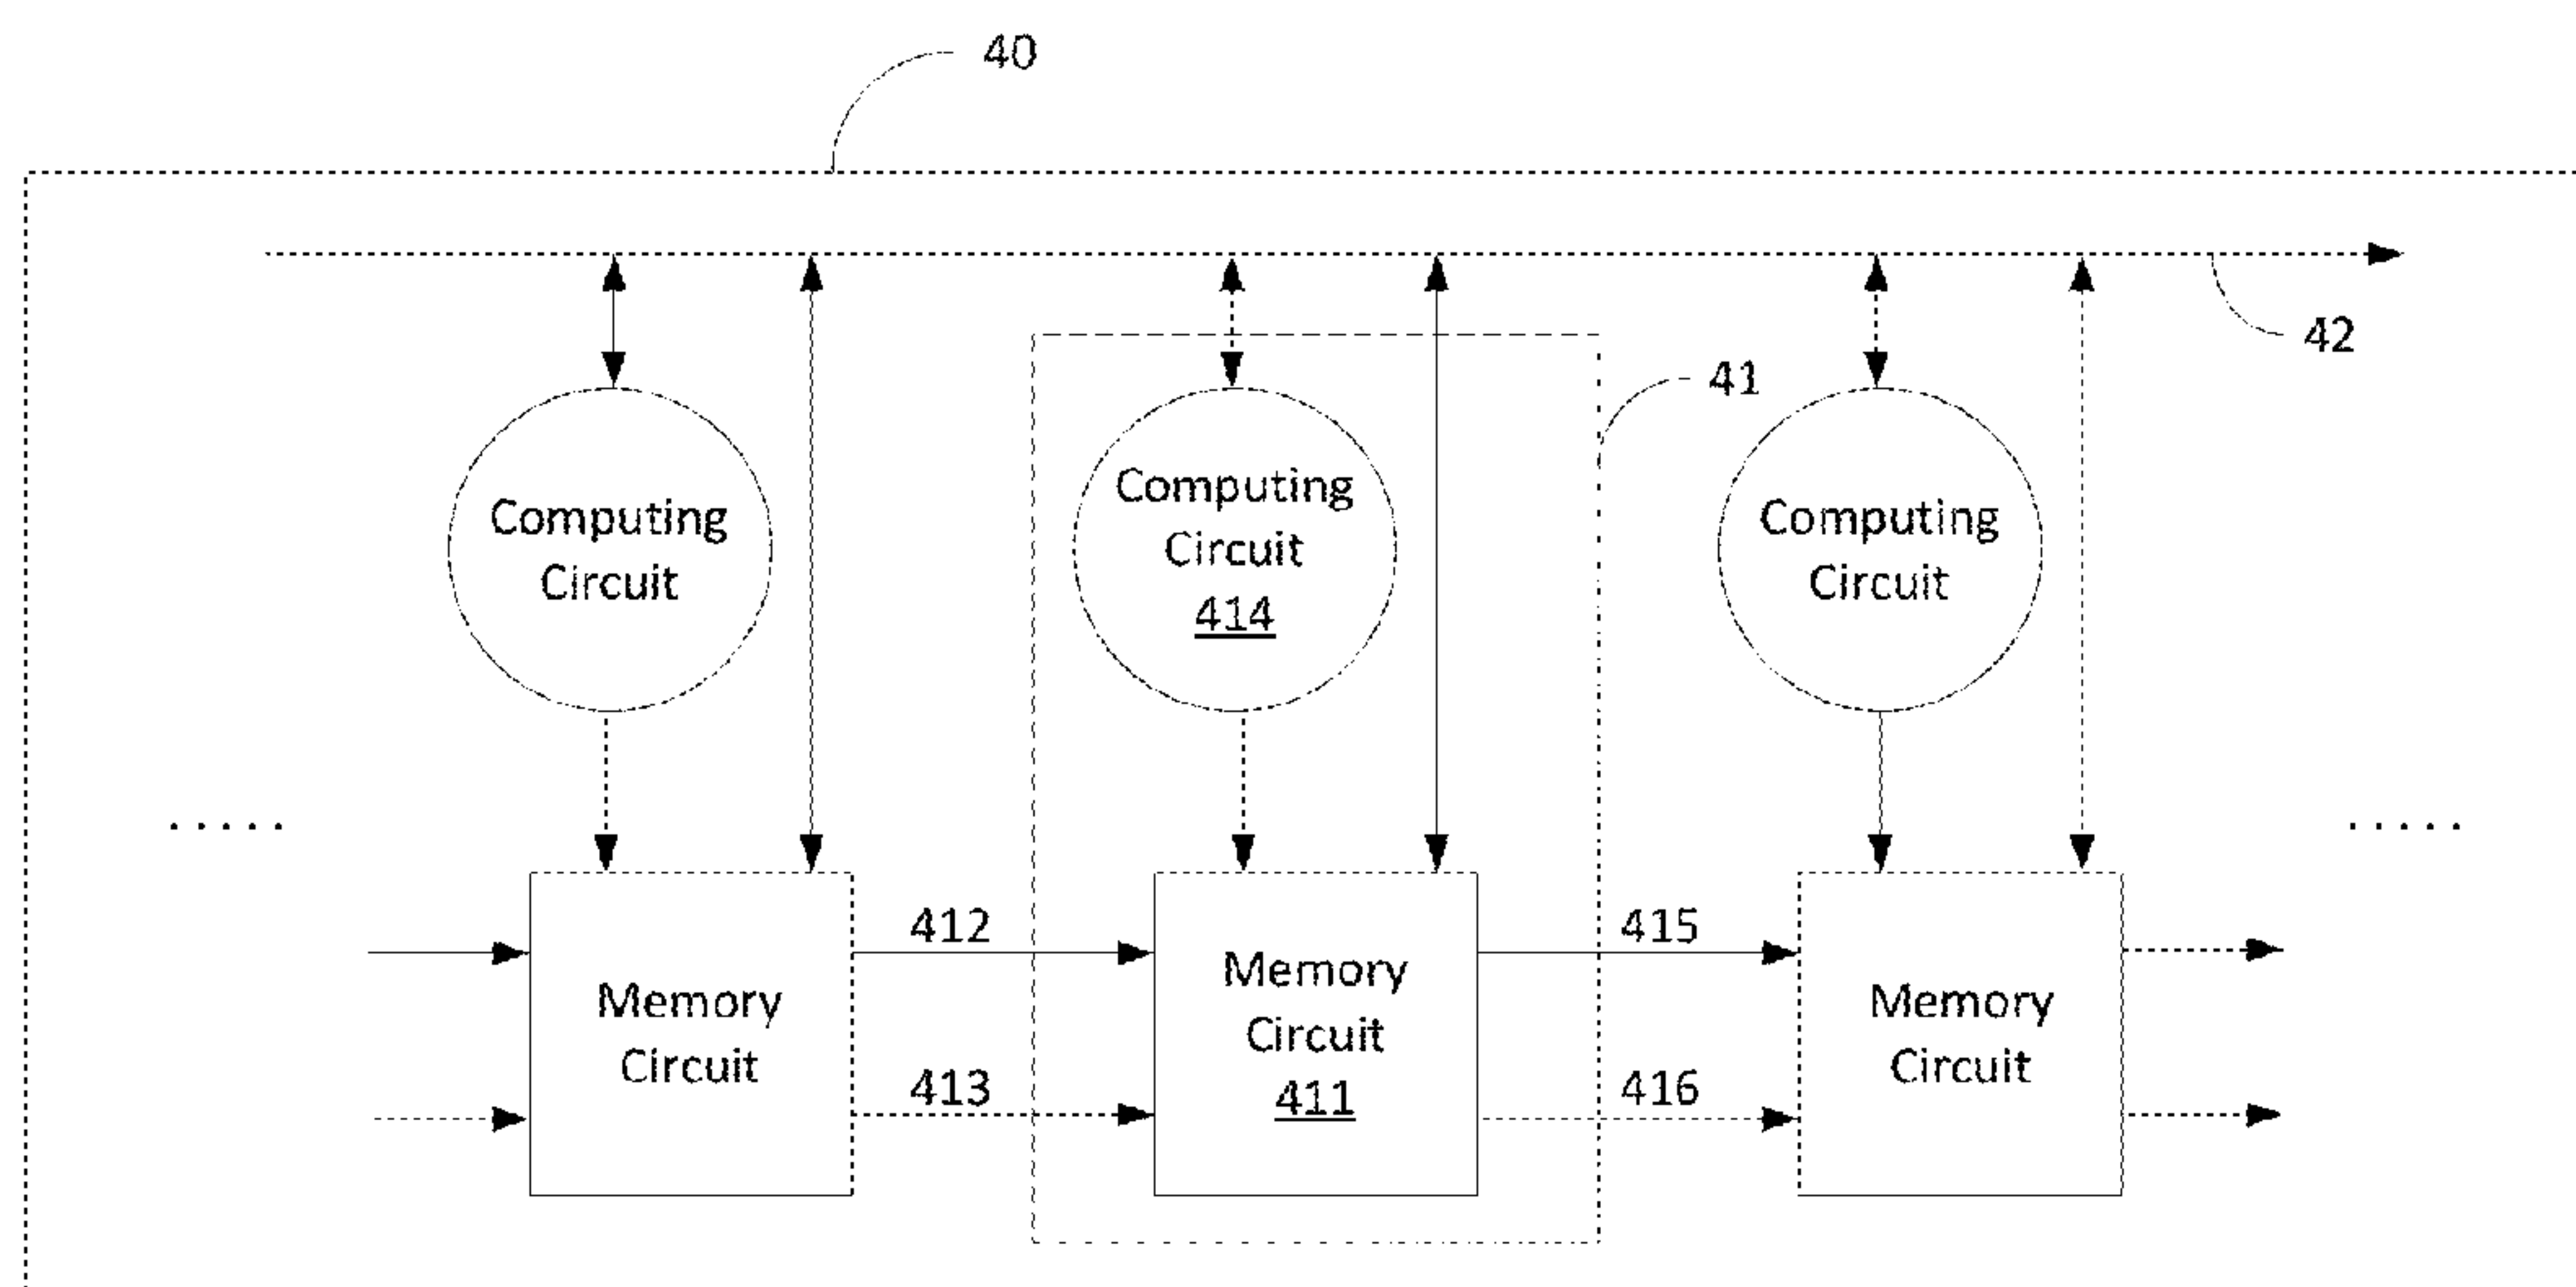 40
42
41
Computing
Circuit
Computing
Circuit
414
Computing
Circuit
.....
.....
412
415
Memory
Circuit
Memory
Circuit
411
Memory
Circuit
413
416